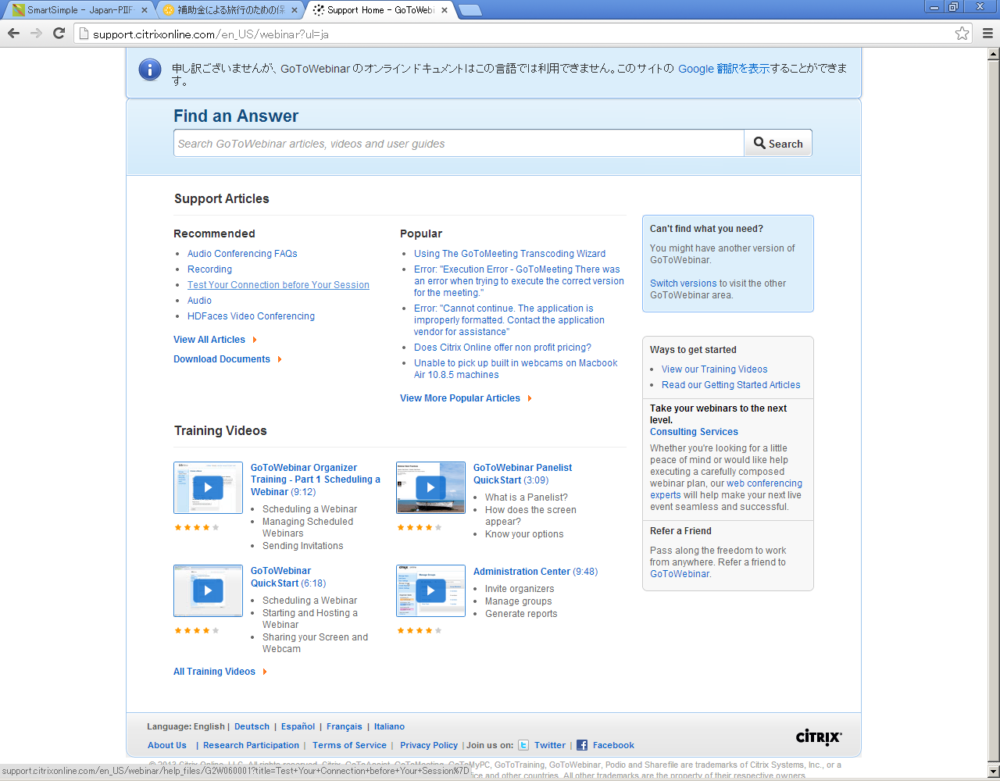 SmartSimple - Japan-PIIF
補助金による旅行のための保
Support Home - GoToWebi
support.citrixonline.com/en_US/webinar?ul=ja
申し訳ございませんが、GoToWebinar のオンライン ドキュメントはこの言語では利用できません。このサイトの Google 翻訳を表示することができま
す。
Find an Answer
Search GoToWebinar articles, videos and user guides
Search
Support Articles
Recommended
Audio Conferencing FAQs
Recording
Test Your Connection before Your Session
Audio
HDFaces Video Conferencing
View All Articles
Download Documents
Popular
Using The GoToMeeting Transcoding Wizard
Error: "Execution Error - GoToMeeting There was
an error when trying to execute the correct version
for the meeting."
Error: "Cannot continue. The application is
improperly formatted. Contact the application
vendor for assistance"
Does Citrix Online offer non profit pricing?
Unable to pick up built in webcams on Macbook
Air 10.8.5 machines
View More Popular Articles
Can't find what you need?
You might have another version of
GoToWebinar.
Switch versions to visit the other
GoToWebinar area.
Ways to get started
View our Training Videos
Read our Getting Started Articles
Take your webinars to the next
level.
Consulting Services
Whether you're looking for a little
peace of mind or would like help
executing a carefully composed
webinar plan, our web conferencing
experts will help make your next live
event seamless and successful.
Refer a Friend
Pass along the freedom to work
from anywhere. Refer a friend to
GoToWebinar.
Training Videos
GoToWebinar Organizer
Training - Part 1 Scheduling a
Webinar (9:12)
Scheduling a Webinar
Managing Scheduled
Webinars
Sending Invitations
GoToWebinar Panelist
QuickStart (3:09)
What is a Panelist?
How does the screen
appear?
Know your options
GoToWebinar
QuickStart (6:18)
Scheduling a Webinar
Starting and Hosting a
Webinar
Sharing your Screen and
Webcam
Administration Center (9:48)
Invite organizers
Manage groups
Generate reports
All Training Videos
Language: English | Deutsch | Español | Français | Italiano
About Us | Research Participation | Terms of Service | Privacy Policy | Join us on: Twitter | Facebook
CITRIX
© 2013 Citrix Online, LLC. All rights reserved. Citrix, GoToAssist, GoToMeeting, GoToMyPC, GoToTraining, GoToWebinar, Podio and Sharefile are trademarks of Citrix Systems, Inc., or a
support.citrixonline.com/en_US/webinar/help_files/G2W060001?title=Test+Your+Connection+before+Your+Session%7D
fice and other countries. All other trademarks are the property of their respective owners.